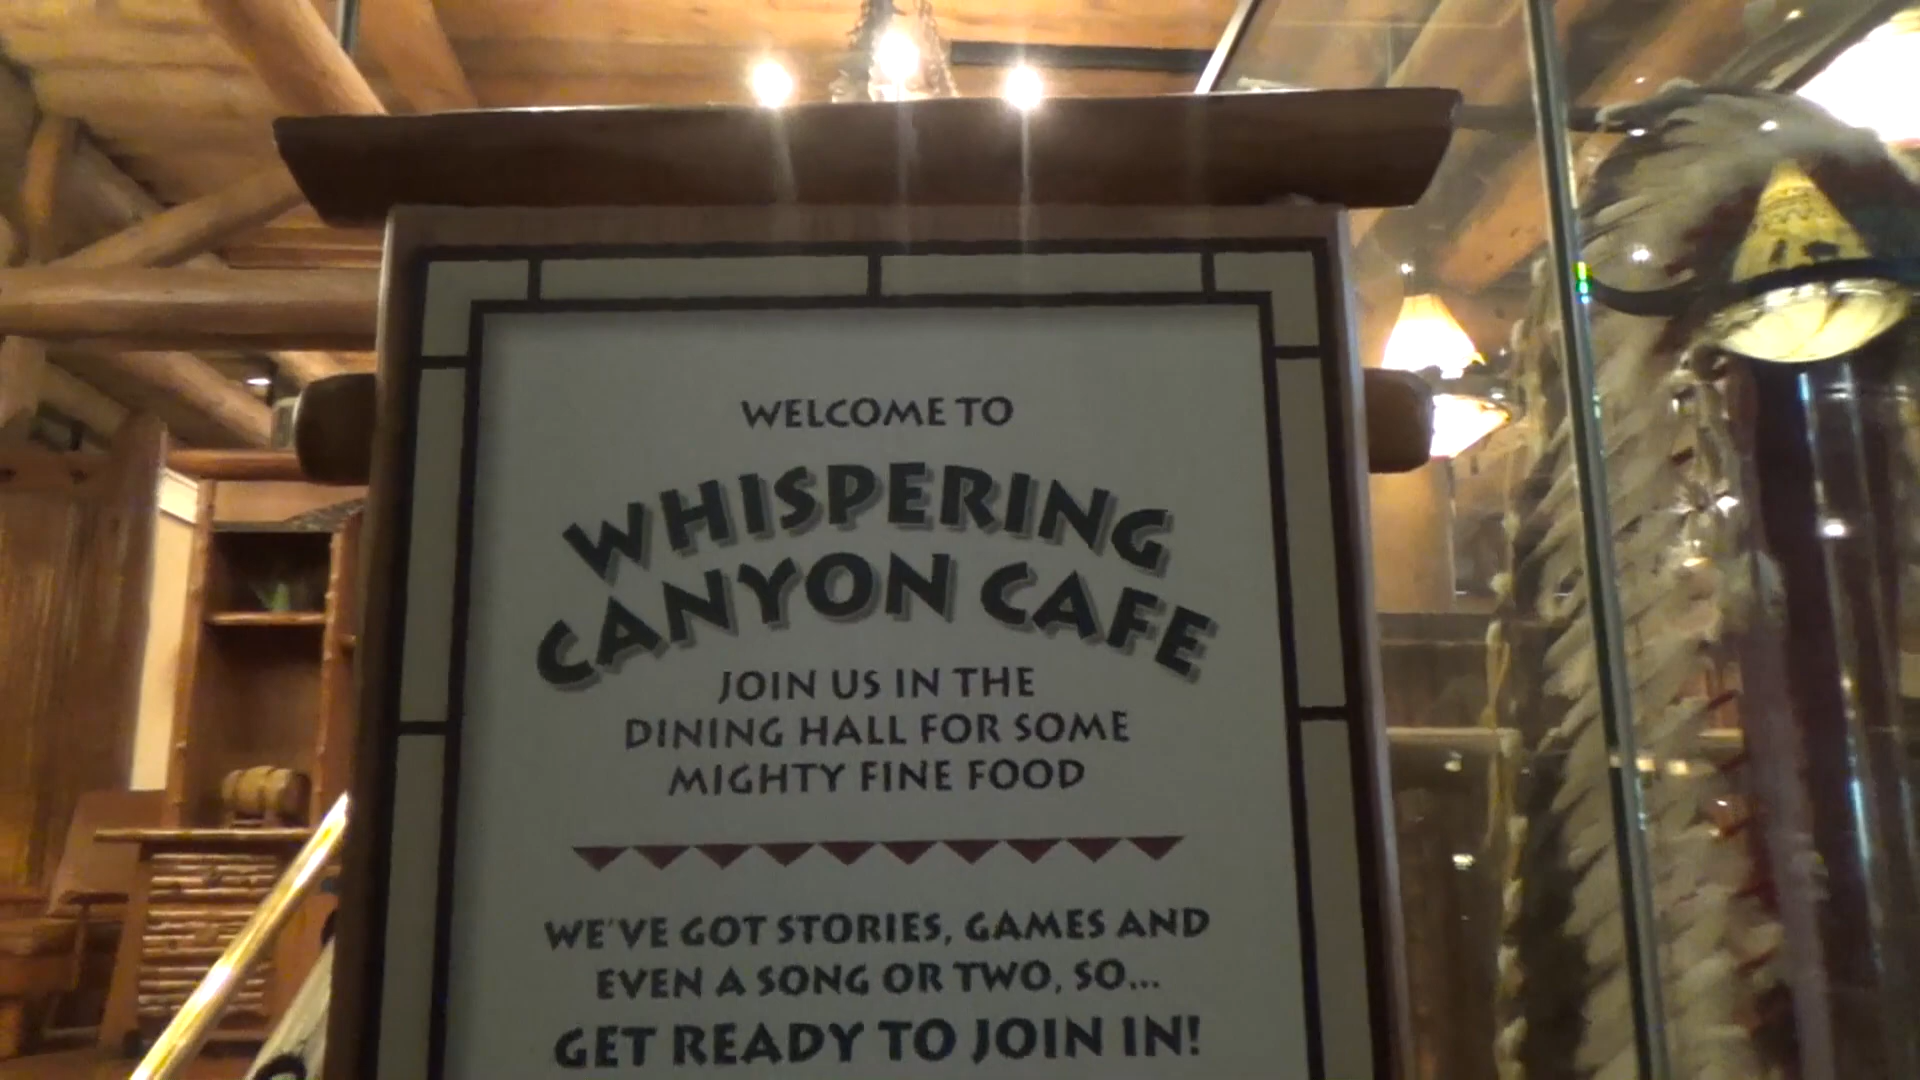 WELCOME TO
WHISPERING
CANYON CAFE
JOIN US IN THE
DINING HALL FOR SOME
MIGHTY FINE FOOD
WE'VE GOT STORIES, GAMES AND
EVEN A SONG OR TWO, SO...
GET READY TO JOIN IN!